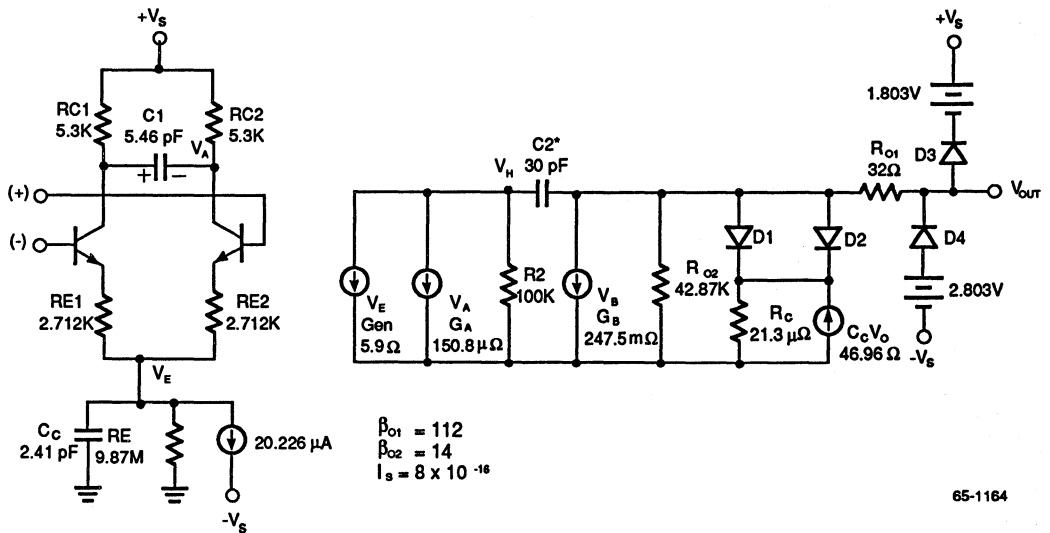 +Vs
RC1
5.3K
C1
5.46 pF
RC2
5.3K
VA
+ −
(+)
(-)
RE1
2.712K
RE2
2.712K
VE
Cc
2.41 pF
RE
9.87M
20.226 μA
-Vs
VH
C2*
30 pF
VE
Gen
5.9Ω
VA
GA
150.8μΩ
R2
100K
VB
GB
247.5mΩ
RO2
42.87K
D1
D2
Rc
21.3 μΩ
CcVo
46.96 Ω
RO1
32Ω
+Vs
1.803V
D3
VOUT
D4
2.803V
-Vs
βO1 = 112
βO2 = 14
Is = 8 x 10 -16
65-1164